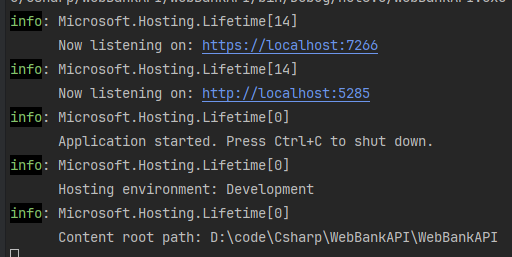 info: Microsoft.Hosting.Lifetime[14]
Now listening on: https://localhost:7266
info: Microsoft.Hosting.Lifetime[14]
Now listening on: http://localhost:5285
info: Microsoft.Hosting.Lifetime[0]
Application started. Press Ctrl+C to shut down.
info: Microsoft.Hosting.Lifetime[0]
Hosting environment: Development
info: Microsoft.Hosting.Lifetime[0]
Content root path: D:\code\Csharp\WebBankAPI\WebBankAPI